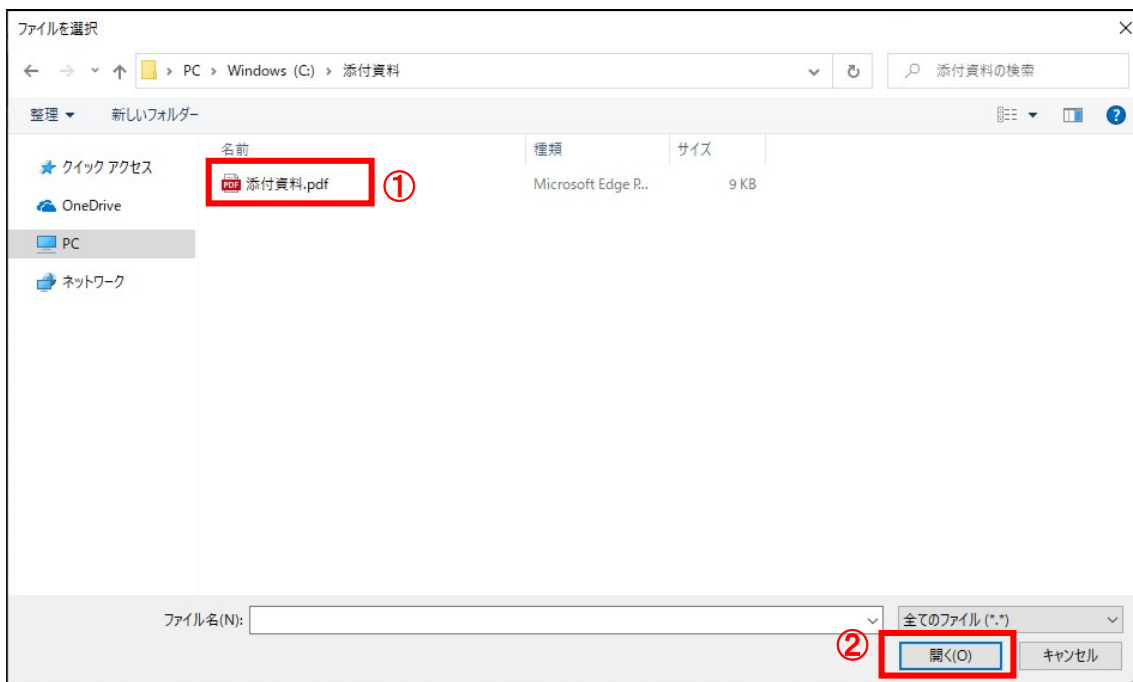 ファイルを選択
PC › Windows (C:) › 添付資料
添付資料の検索
整理 新しいフォルダー
名前 種類 サイズ
クイック アクセス
添付資料.pdf ① Microsoft Edge P... 9 KB
OneDrive
PC
ネットワーク
ファイル名(N): 全てのファイル (*.*)
② 開く(O) キャンセル